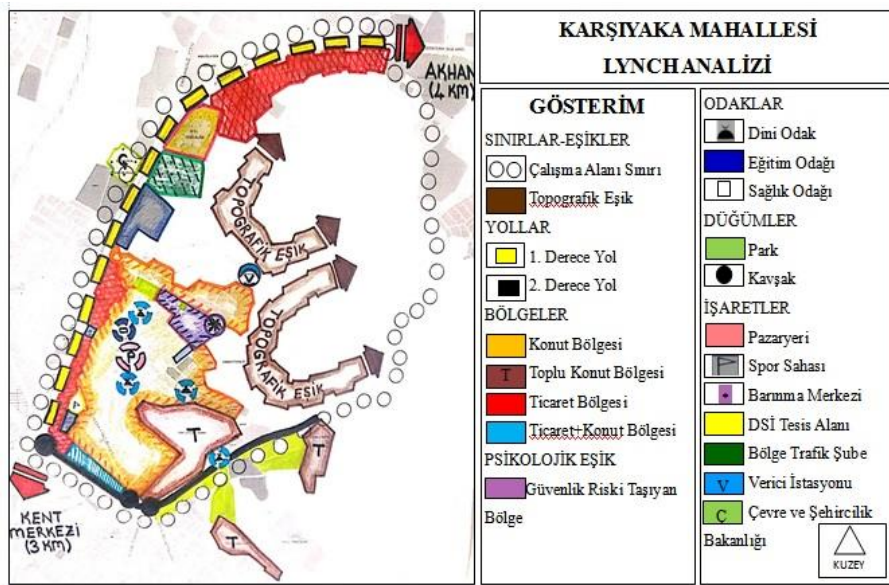 AKHAN
(4 KM)
TOPOGRAFİK EŞİK
V
TOPOGRAFİK EŞİK
P
T
T
T
KENT
MERKEZİ
(3 KM)
KARŞIYAKA MAHALLESİ
LYNCH ANALİZİ
GÖSTERİM
SINIRLAR-EŞİKLER
Çalışma Alanı Sınırı
Topografik Eşik
YOLLAR
1. Derece Yol
2. Derece Yol
BÖLGELER
Konut Bölgesi
T Toplu Konut Bölgesi
Ticaret Bölgesi
Ticaret+Konut Bölgesi
PSİKOLOJİK EŞİK
Güvenlik Riski Taşıyan
Bölge
ODAKLAR
Dini Odak
Eğitim Odağı
Sağlık Odağı
DÜĞÜMLER
Park
Kavşak
İŞARETLER
Pazaryeri
Spor Sahası
Barınma Merkezi
DSİ Tesis Alanı
Bölge Trafik Şube
V Verici İstasyonu
Ç Çevre ve Şehircilik
Bakanlığı
KUZEY